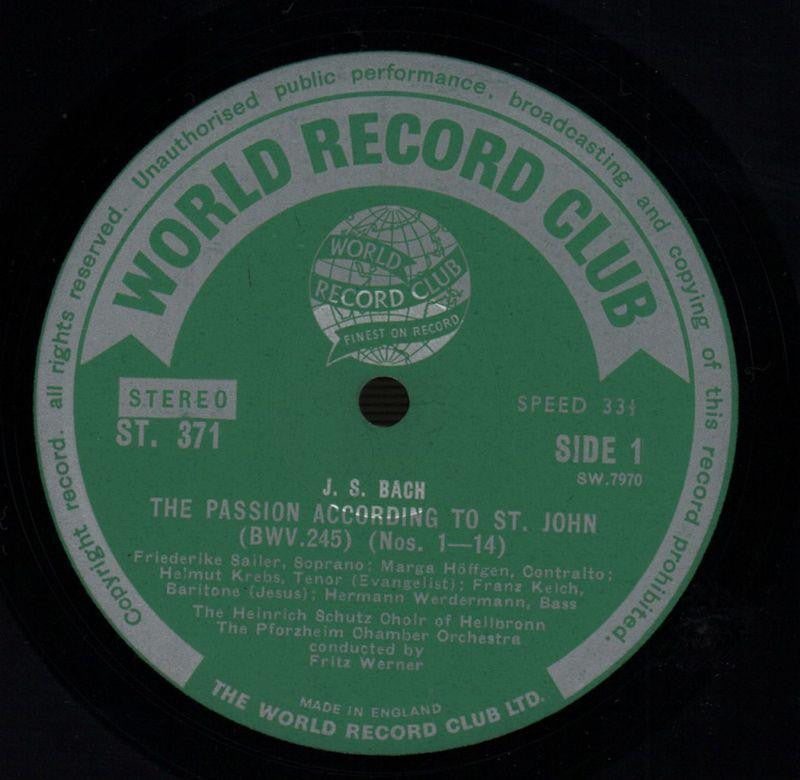 Copyright record. all rights reserved. Unauthorised public performance, broadcasting and copying of this record prohibited.
WORLD RECORD CLUB
WORLD
RECORD CLUB
FINEST ON RECORD
STEREO
ST. 371
SPEED 33⅓
SIDE 1
SW.7970
J. S. BACH
THE PASSION ACCORDING TO ST. JOHN
(BWV.245) (Nos. 1—14)
Friederike Sailer, Soprano; Marga Höffgen, Contralto;
Helmut Krebs, Tenor (Evangelist); Franz Kelch,
Baritone (Jesus); Hermann Werdermann, Bass
The Heinrich Schutz Choir of Heilbronn
The Pforzheim Chamber Orchestra
conducted by
Fritz Werner
MADE IN ENGLAND
THE WORLD RECORD CLUB LTD.